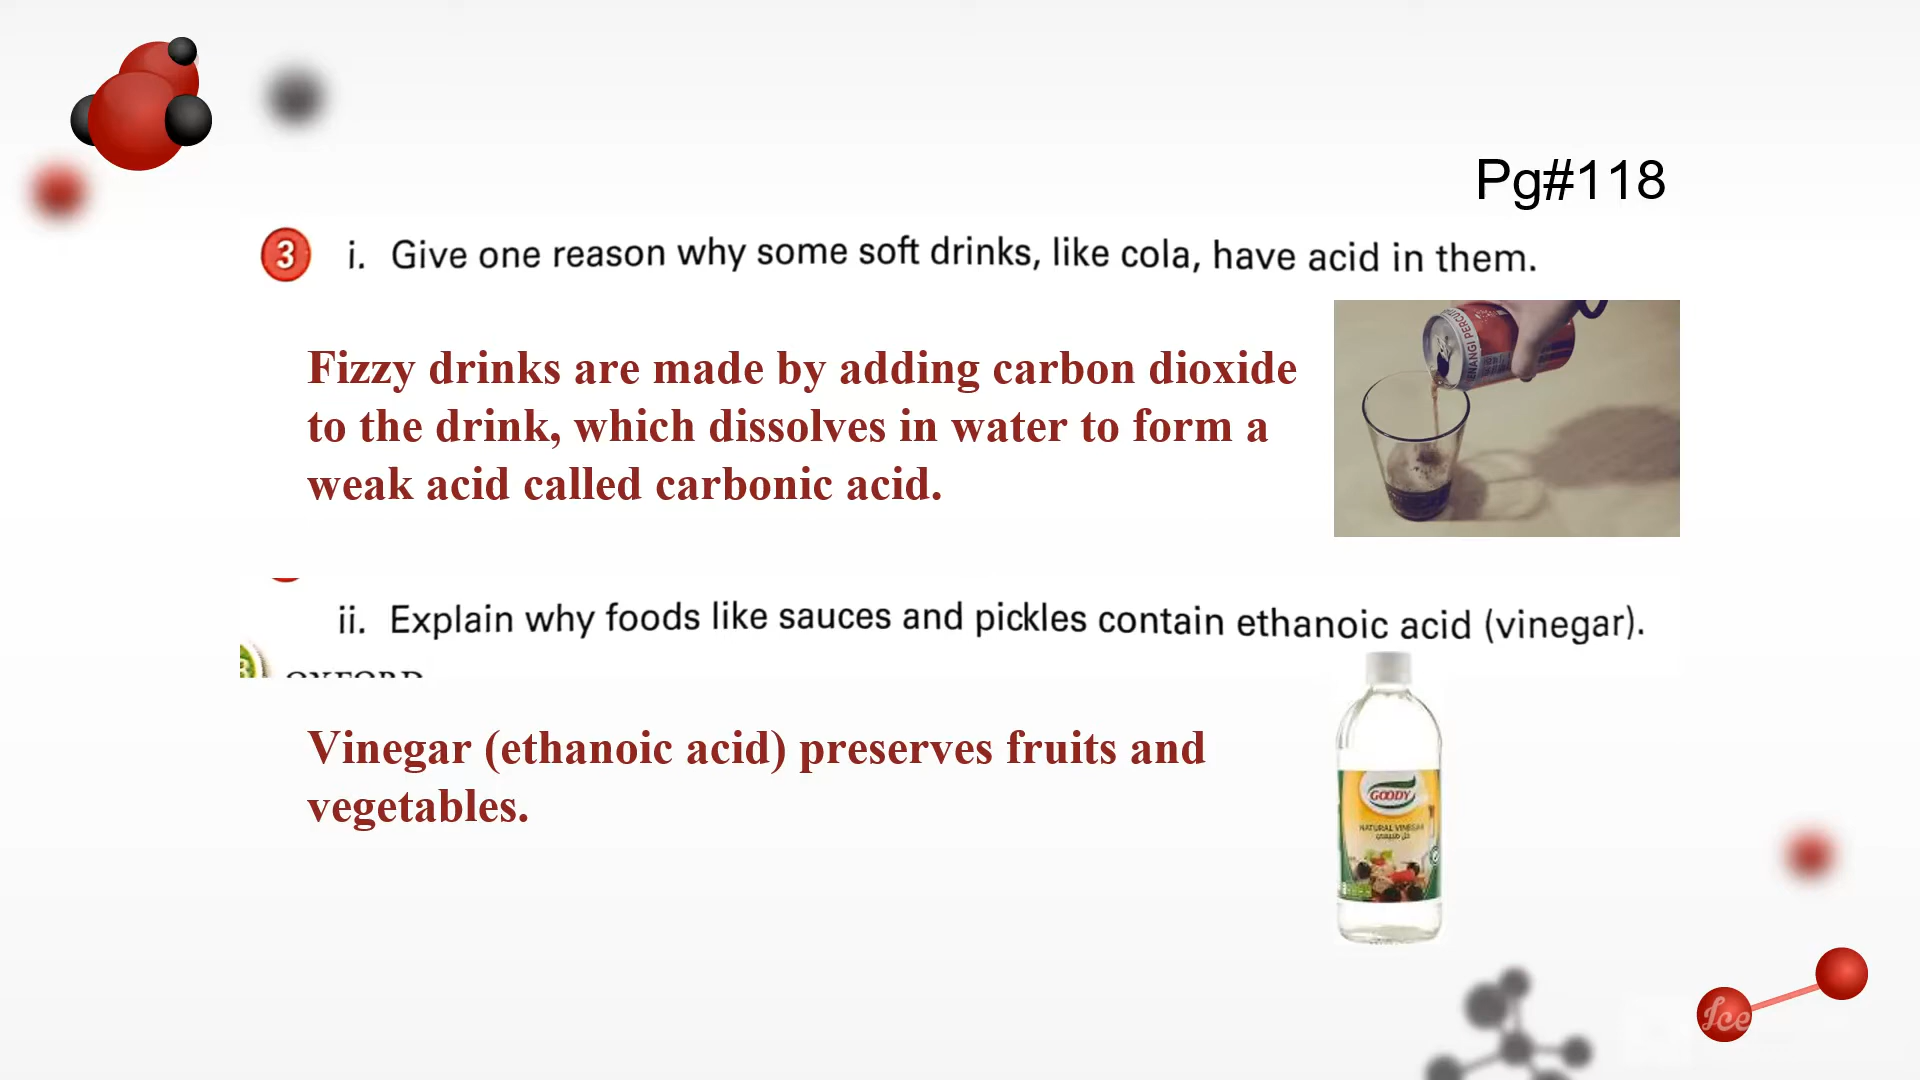 Pg#118
3 i. Give one reason why some soft drinks, like cola, have acid in them.
Fizzy drinks are made by adding carbon dioxide
to the drink, which dissolves in water to form a
weak acid called carbonic acid.
ii. Explain why foods like sauces and pickles contain ethanoic acid (vinegar).
OXFORD
Vinegar (ethanoic acid) preserves fruits and
vegetables.
GOODY
NATURAL VINEGAR
Ice